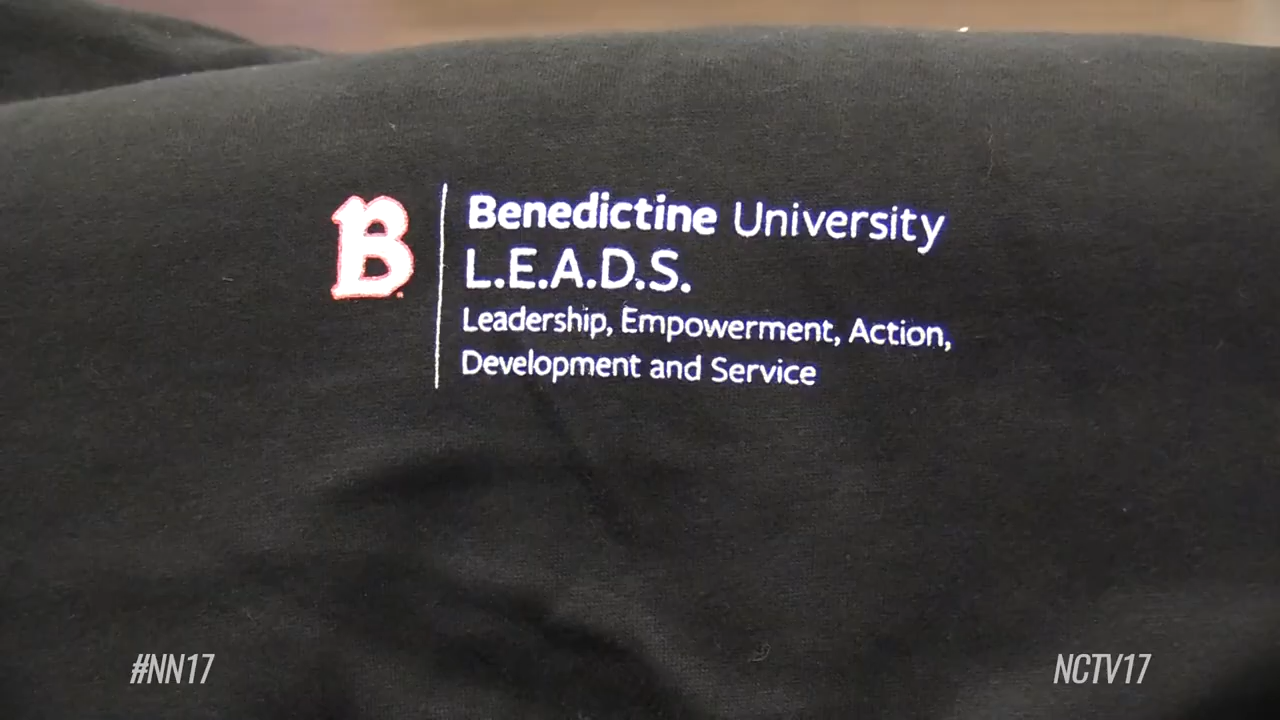 B
Benedictine University
L.E.A.D.S.
Leadership, Empowerment, Action,
Development and Service
#NN17
NCTV17